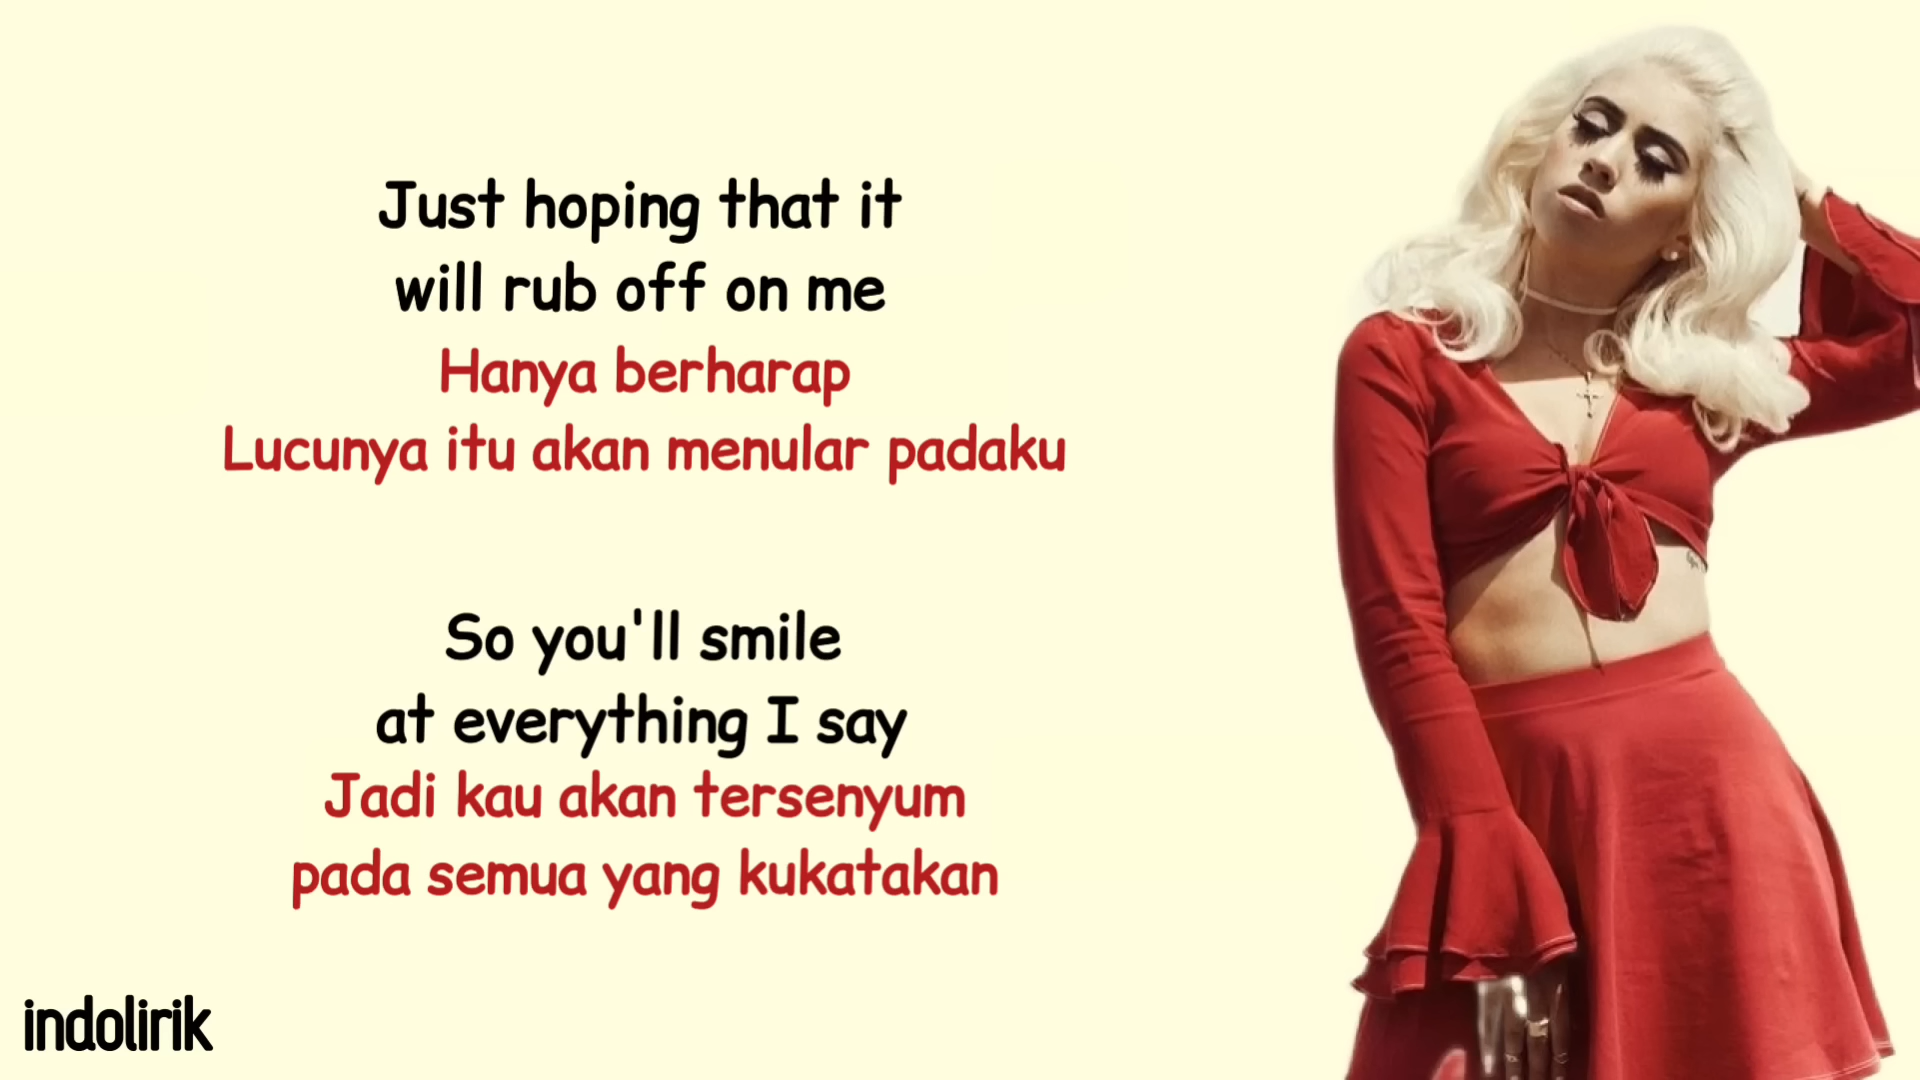 Just hoping that it
will rub off on me
Hanya berharap
Lucunya itu akan menular padaku
So you'll smile
at everything I say
Jadi kau akan tersenyum
pada semua yang kukatakan
indolirik